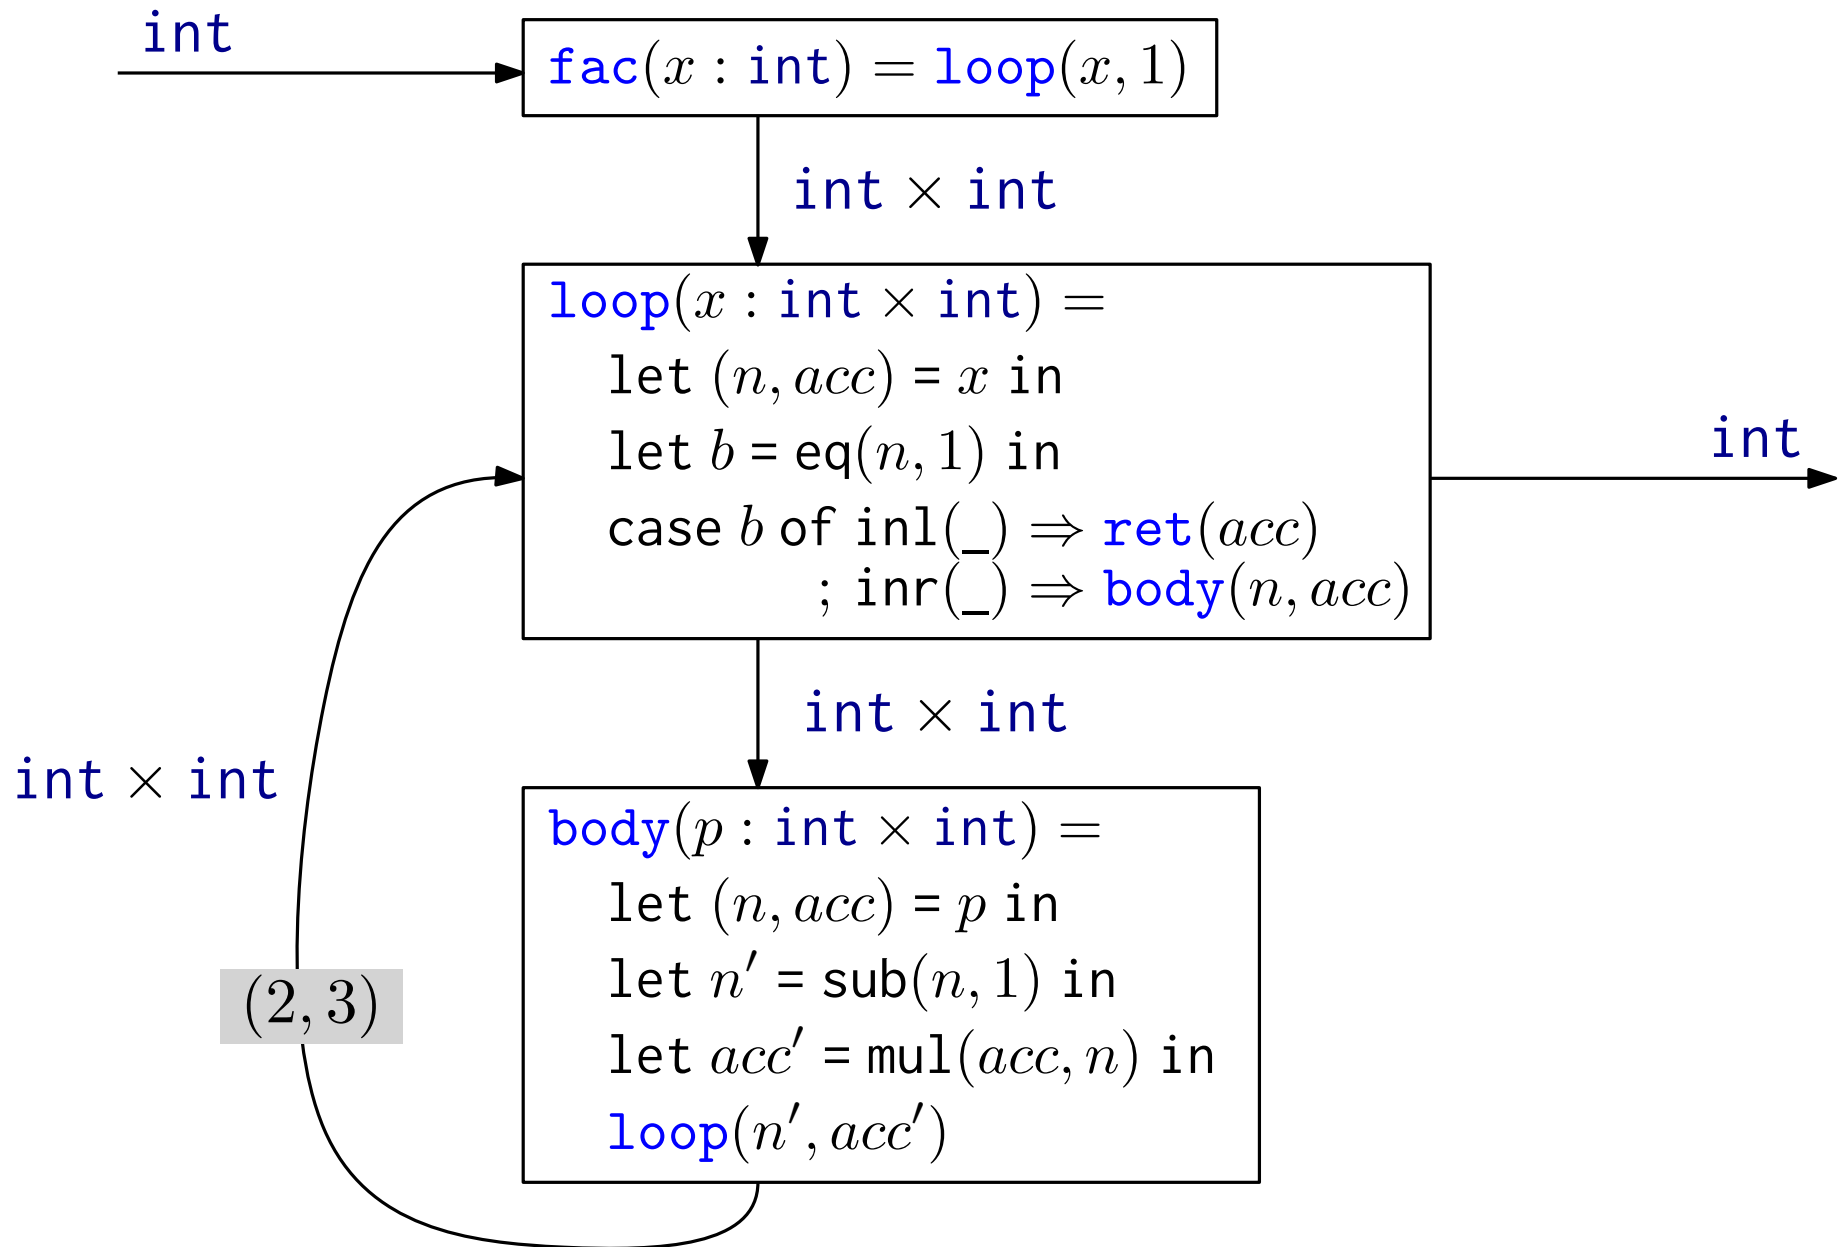 int
fac(x : int) = loop(x, 1)
int × int
loop(x : int × int) =
let (n, acc) = x in
let b = eq(n, 1) in
case b of inl(_) ⇒ ret(acc)
; inr(_) ⇒ body(n, acc)
int
int × int
int × int
body(p : int × int) =
let (n, acc) = p in
let n′ = sub(n, 1) in
let acc′ = mul(acc, n) in
loop(n′, acc′)
(2, 3)